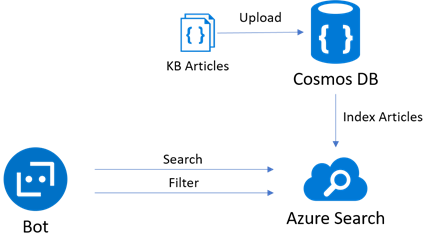 Upload
KB Articles
Cosmos DB
Index Articles
Search
Filter
Bot
Azure Search